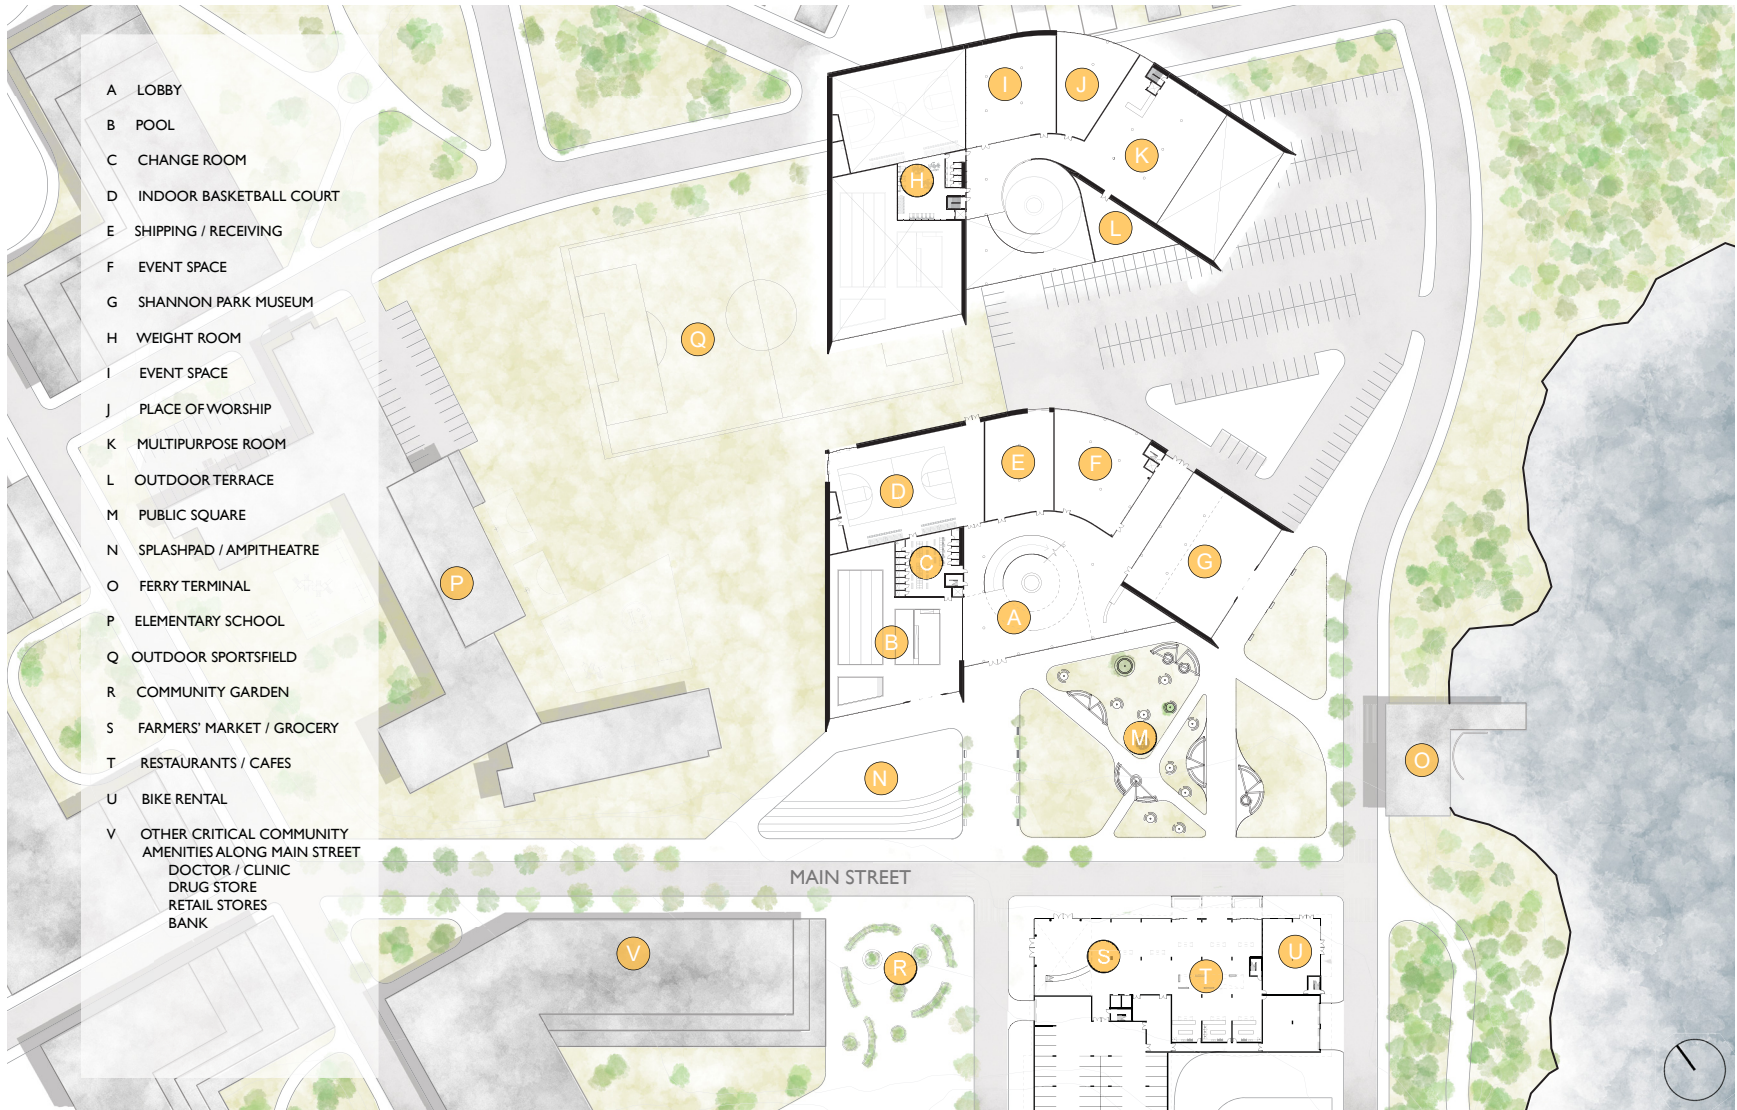 A LOBBY
B POOL
C CHANGE ROOM
D INDOOR BASKETBALL COURT
E SHIPPING / RECEIVING
F EVENT SPACE
G SHANNON PARK MUSEUM
H WEIGHT ROOM
I EVENT SPACE
J PLACE OF WORSHIP
K MULTIPURPOSE ROOM
L OUTDOOR TERRACE
M PUBLIC SQUARE
N SPLASHPAD / AMPITHEATRE
O FERRY TERMINAL
P ELEMENTARY SCHOOL
Q OUTDOOR SPORTSFIELD
R COMMUNITY GARDEN
S FARMERS' MARKET / GROCERY
T RESTAURANTS / CAFES
U BIKE RENTAL
V OTHER CRITICAL COMMUNITY
AMENITIES ALONG MAIN STREET
DOCTOR / CLINIC
DRUG STORE
RETAIL STORES
BANK
I
J
K
H
L
Q
E
F
D
C
G
P
A
B
M
O
N
MAIN STREET
V
R
S
T
U